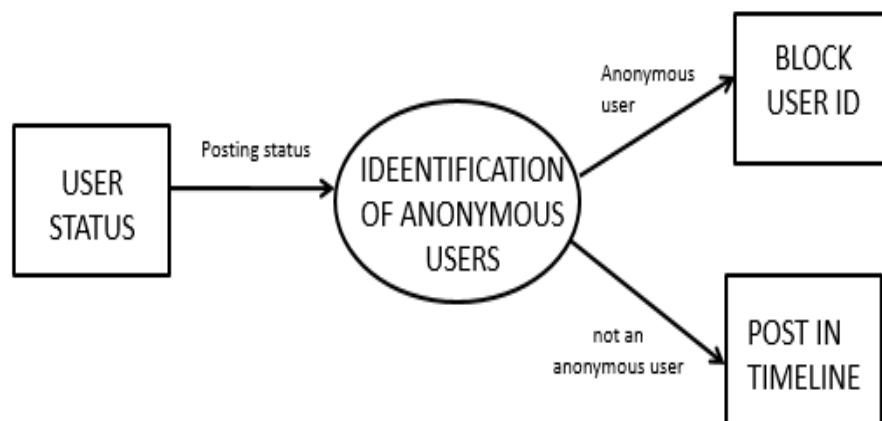 USER
STATUS
Posting status
IDEENTIFICATION
OF ANONYMOUS
USERS
Anonymous
user
BLOCK
USER ID
not an
anonymous user
POST IN
TIMELINE